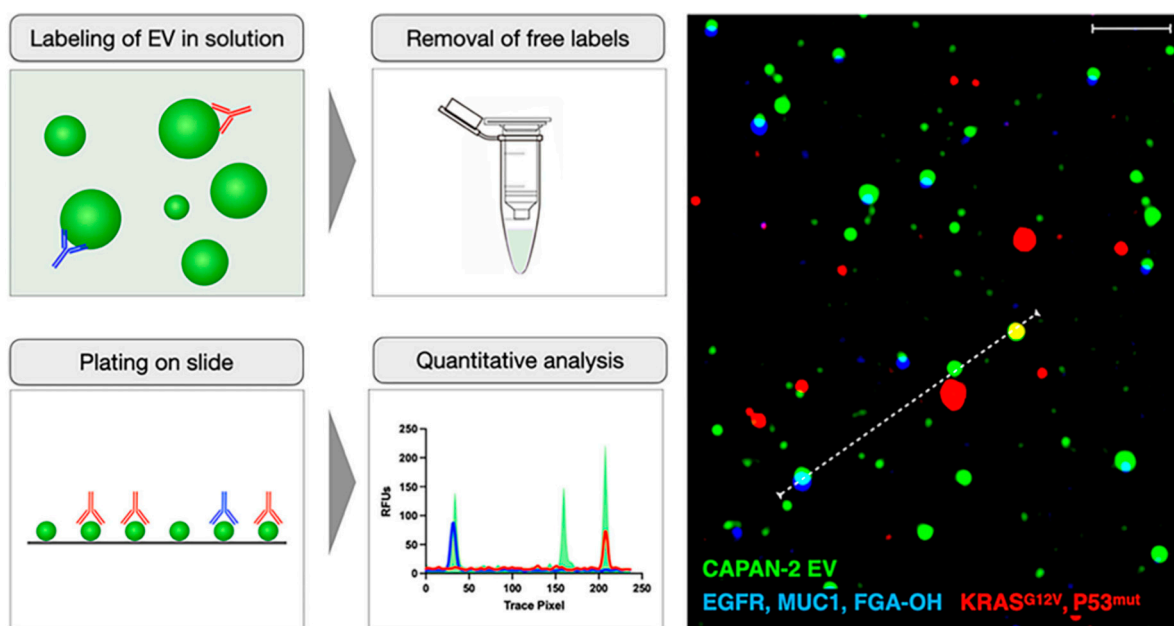 Labeling of EV in solution
Removal of free labels
Plating on slide
Quantitative analysis
250
200
150
100
50
0
RFUs
0 50 100 150 200 250
Trace Pixel
CAPAN-2 EV
EGFR, MUC1, FGA-OH KRASG12V, P53mut